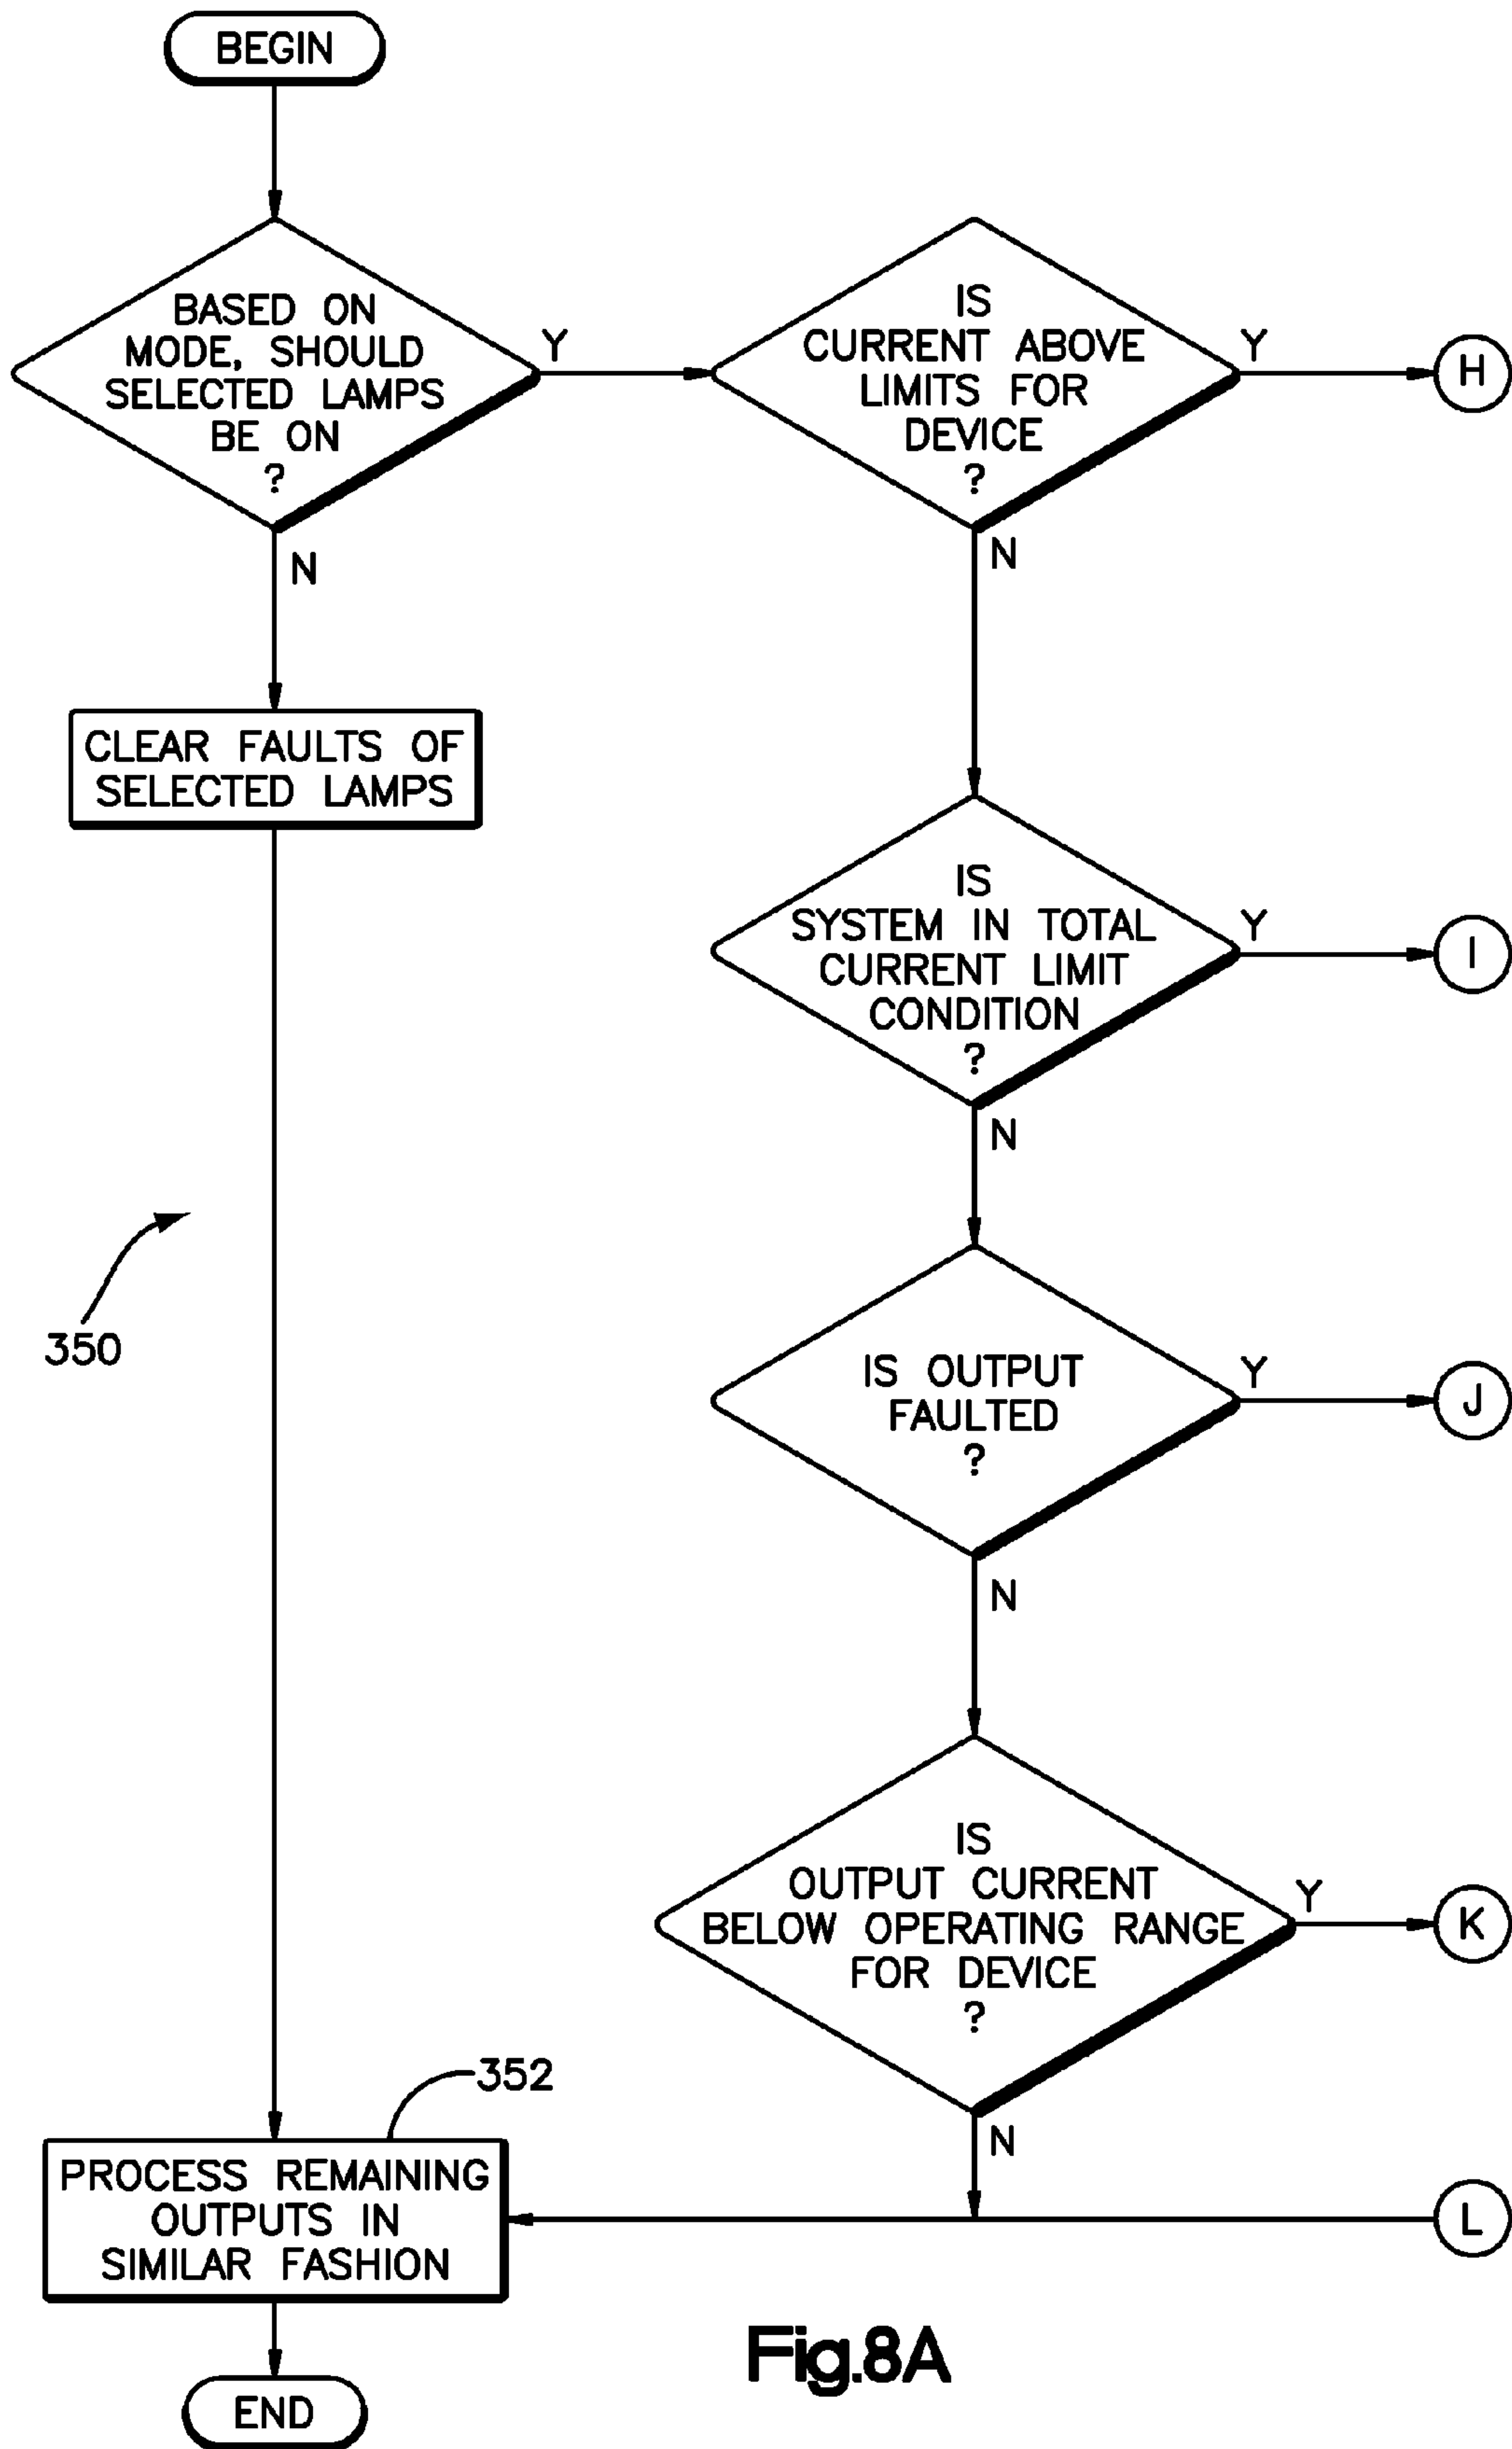 BEGIN
BASED ON
MODE, SHOULD
SELECTED LAMPS
BE ON
?
Y
N
IS
CURRENT ABOVE
LIMITS FOR
DEVICE
?
Y
H
N
CLEAR FAULTS OF
SELECTED LAMPS
IS
SYSTEM IN TOTAL
CURRENT LIMIT
CONDITION
?
Y
I
N
350
IS OUTPUT
FAULTED
?
Y
J
N
IS
OUTPUT CURRENT
BELOW OPERATING RANGE
FOR DEVICE
?
Y
K
N
352
PROCESS REMAINING
OUTPUTS IN
SIMILAR FASHION
L
END
Fig.8A